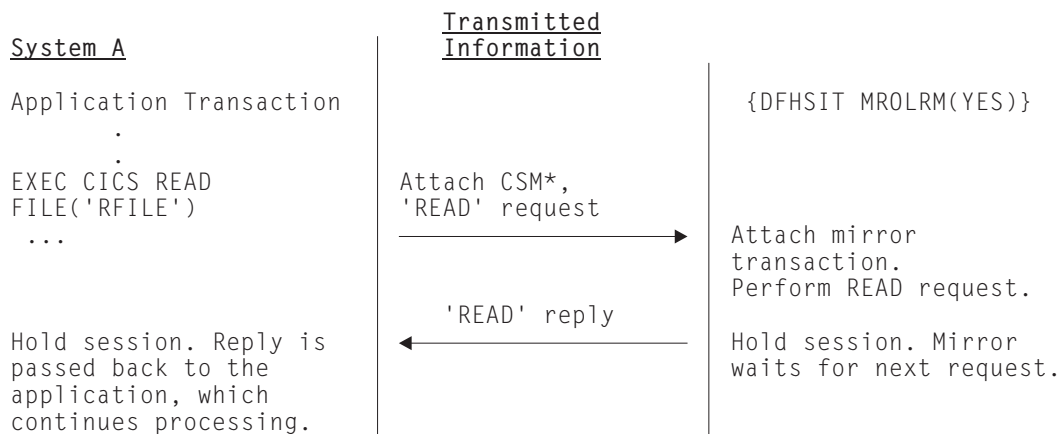 Transmitted
System A
Information
Application Transaction
{DFHSIT MROLRM(YES)}
.
.
EXEC CICS READ
FILE('RFILE')
...
Attach CSM*,
'READ' request
Attach mirror
transaction.
Perform READ request.
'READ' reply
Hold session. Reply is
passed back to the
application, which
continues processing.
Hold session. Mirror
waits for next request.